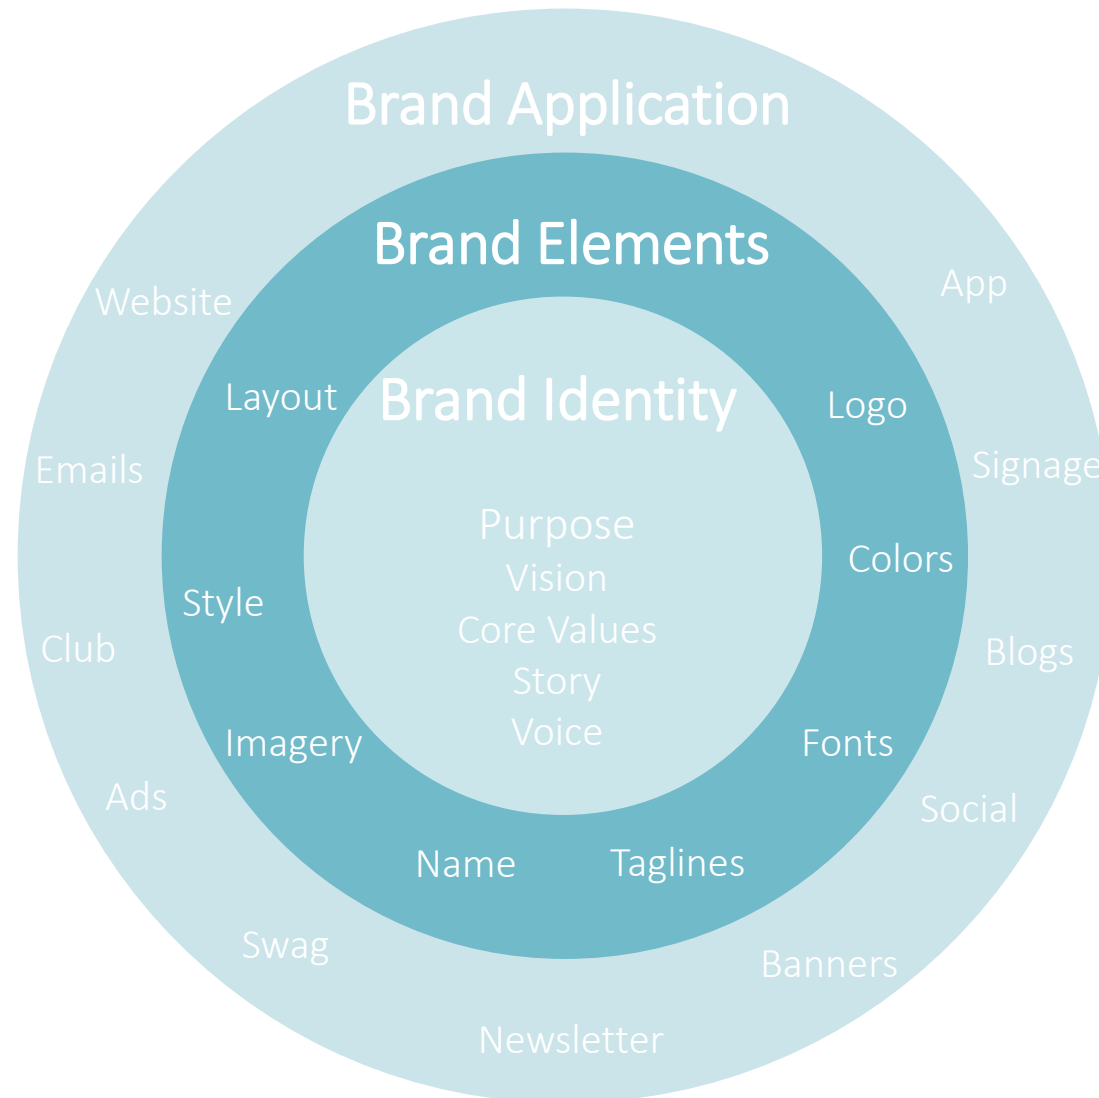 Brand Application
Brand Elements
Brand Identity
Website
App
Layout
Logo
Emails
Signage
Purpose
Vision
Core Values
Story
Voice
Colors
Style
Club
Blogs
Imagery
Fonts
Ads
Social
Name
Taglines
Swag
Banners
Newsletter